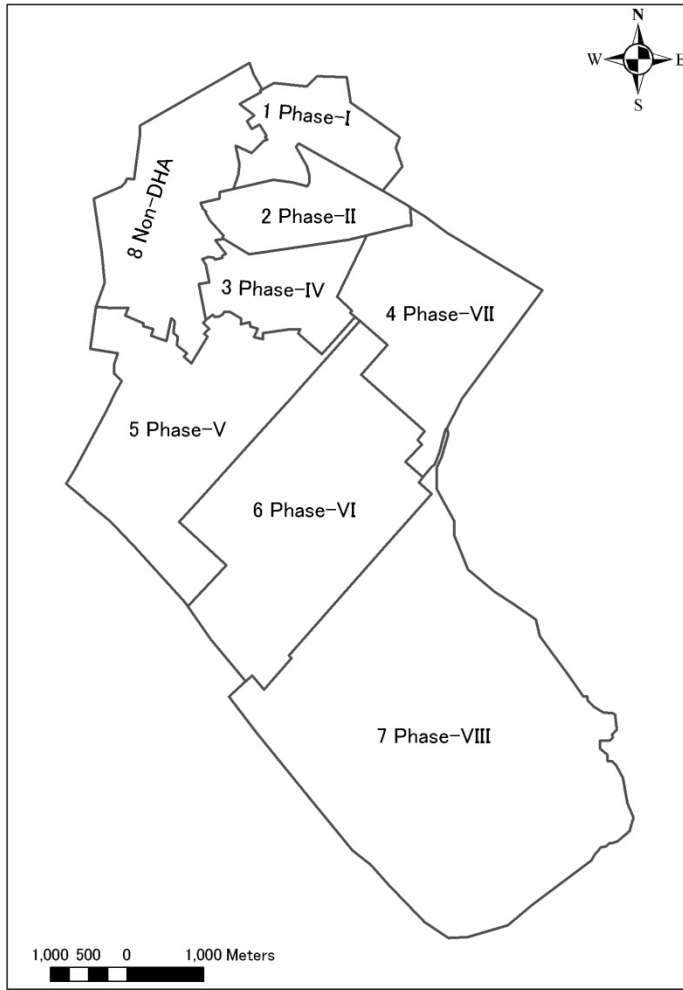 N
W E
S
1 Phase-I
8 Non-DHA
2 Phase-II
3 Phase-IV
4 Phase-VII
5 Phase-V
6 Phase-VI
7 Phase-VIII
1,000 500 0 1,000 Meters